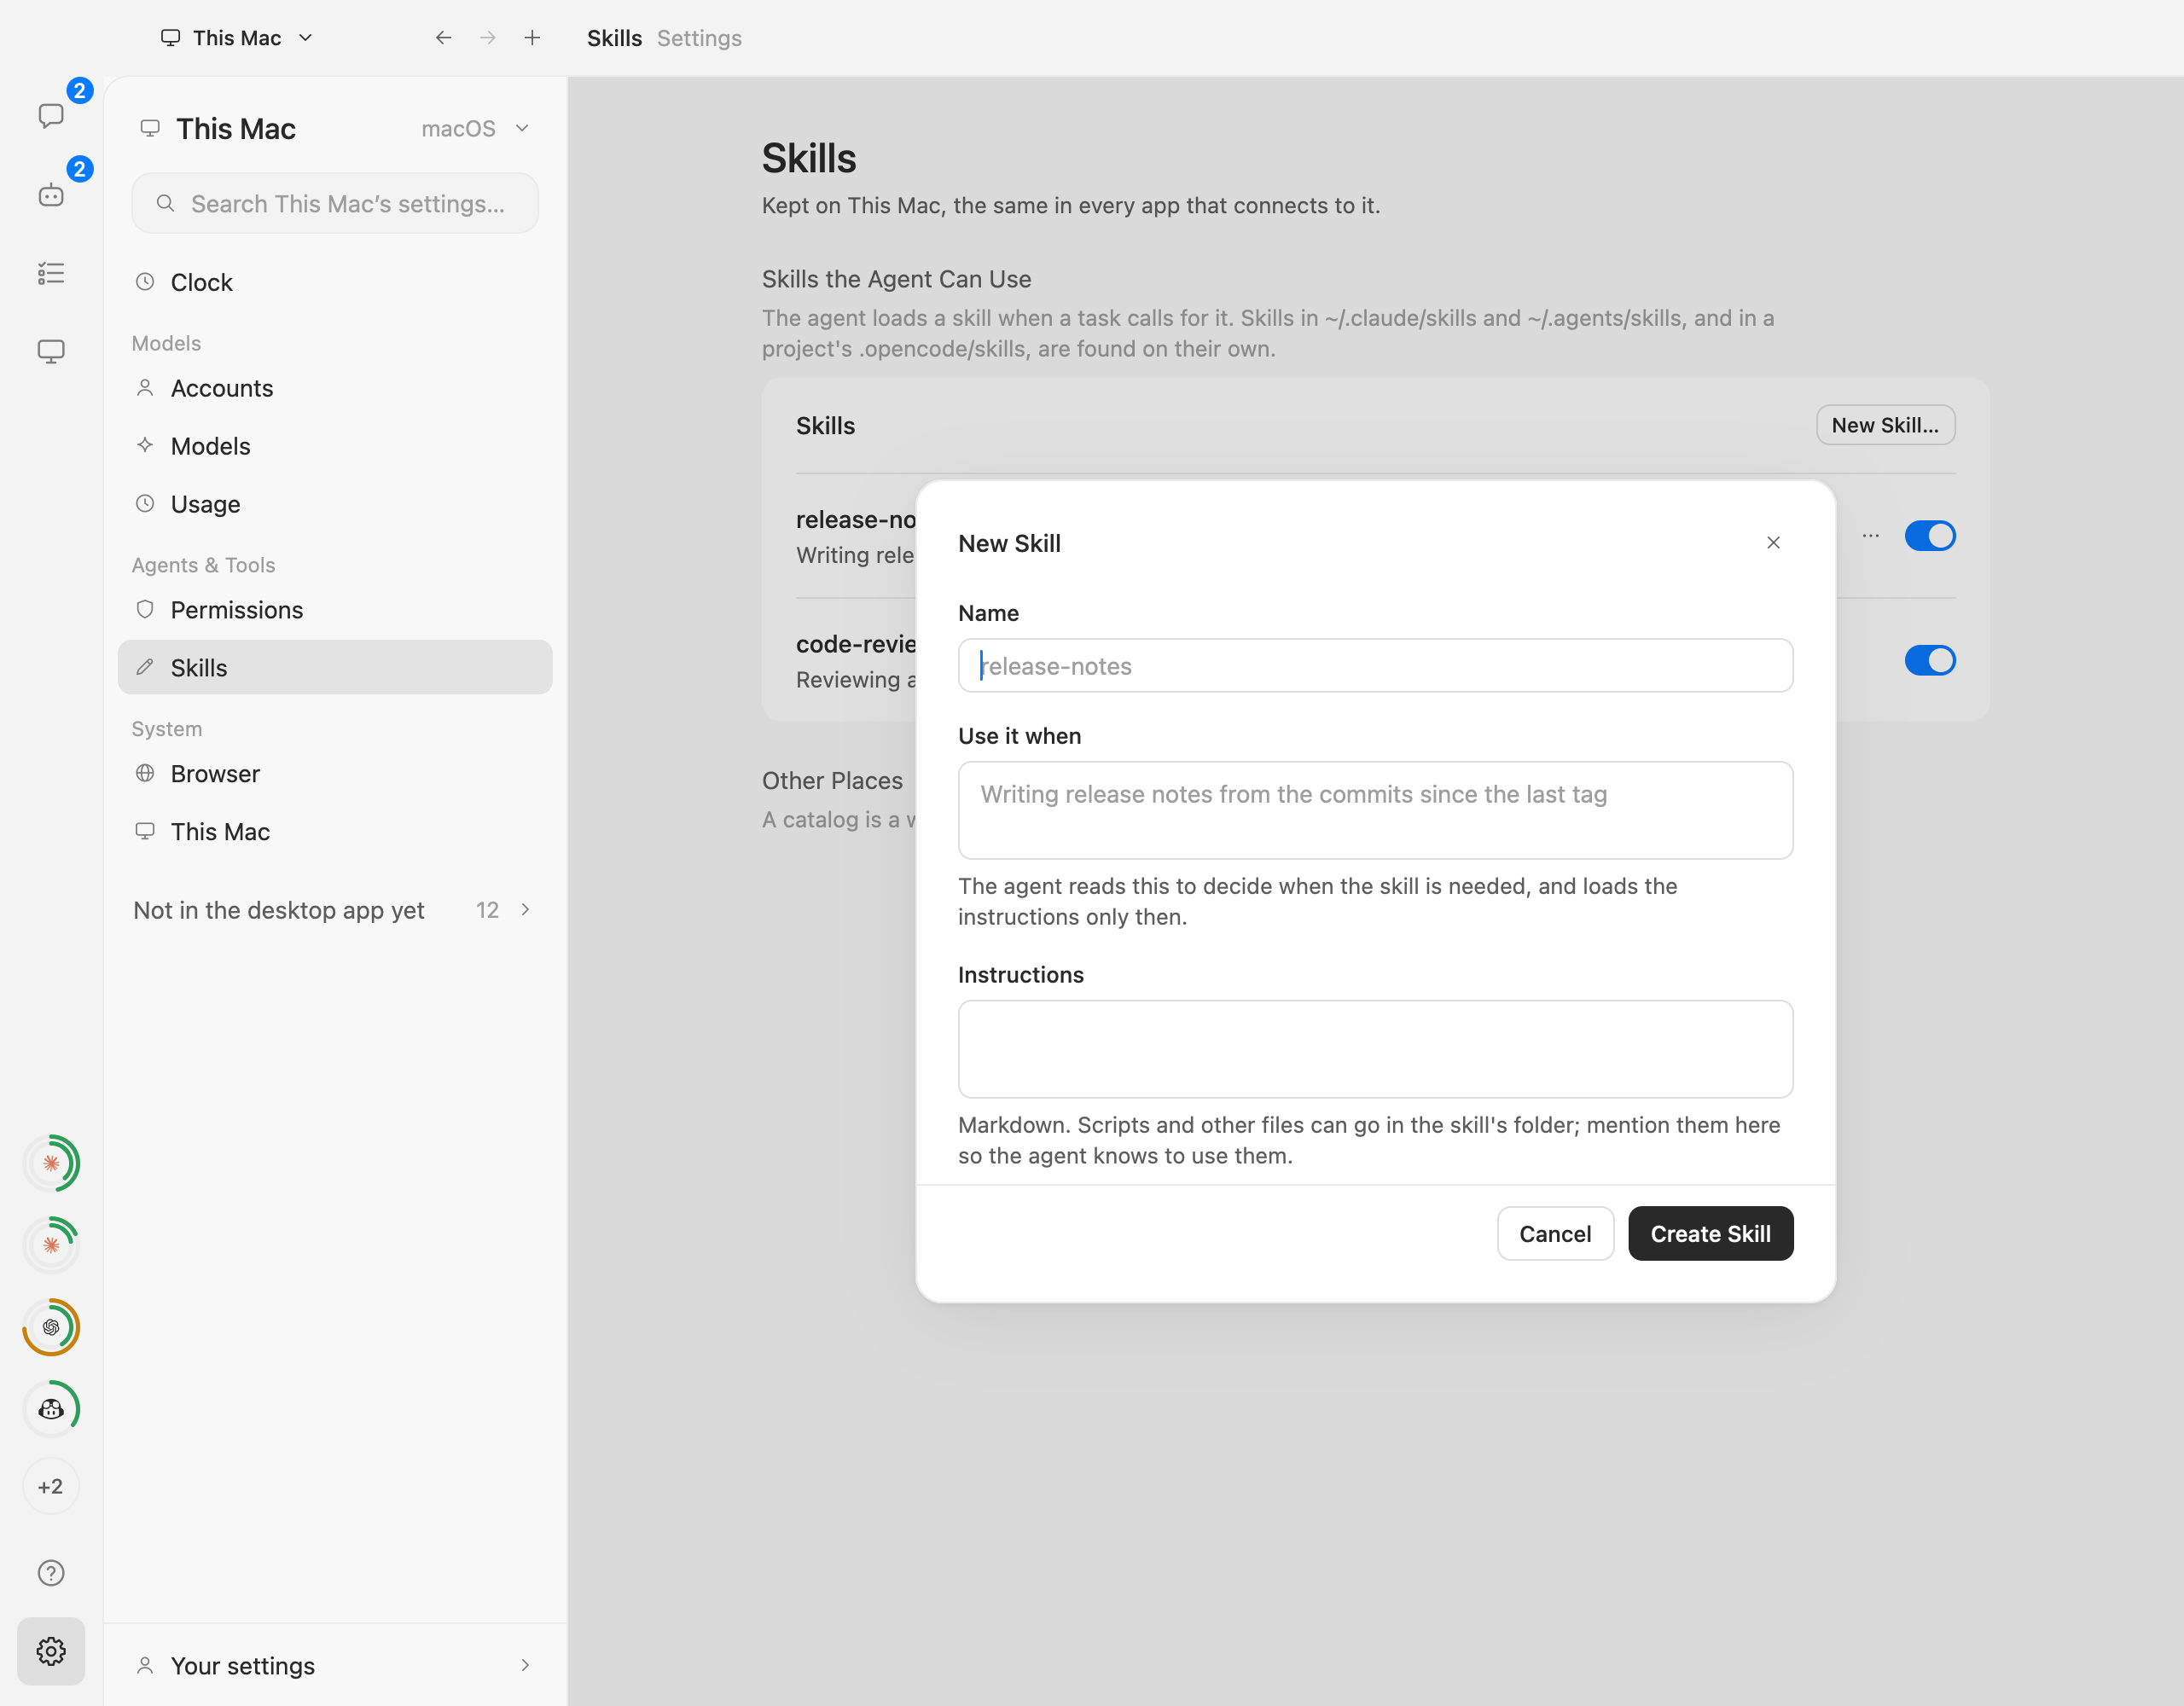 This Mac
Skills Settings
2
2
This Mac macOS
Search This Mac’s settings...
Clock
Models
Accounts
Models
Usage
Agents & Tools
Permissions
Skills
System
Browser
This Mac
Not in the desktop app yet 12
+2
Your settings
Skills
Kept on This Mac, the same in every app that connects to it.
Skills the Agent Can Use
The agent loads a skill when a task calls for it. Skills in ~/.claude/skills and ~/.agents/skills, and in a
project's .opencode/skills, are found on their own.
Skills New Skill...
release-no
Writing rele
code-revie
Reviewing a
Other Places
A catalog is a w
New Skill
Name
release-notes
Use it when
Writing release notes from the commits since the last tag
The agent reads this to decide when the skill is needed, and loads the
instructions only then.
Instructions
Markdown. Scripts and other files can go in the skill's folder; mention them here
so the agent knows to use them.
Cancel Create Skill